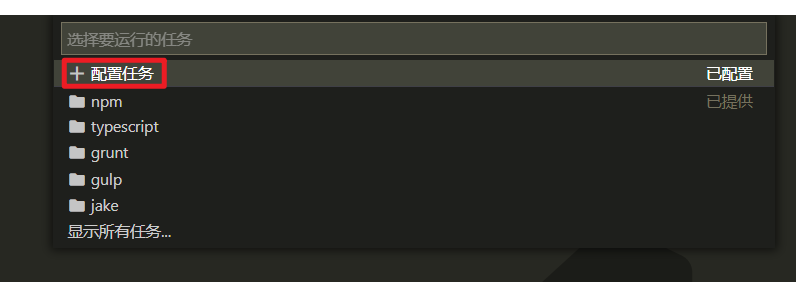 选择要运行的任务
配置任务 已配置
npm 已提供
typescript
grunt
gulp
jake
显示所有任务...